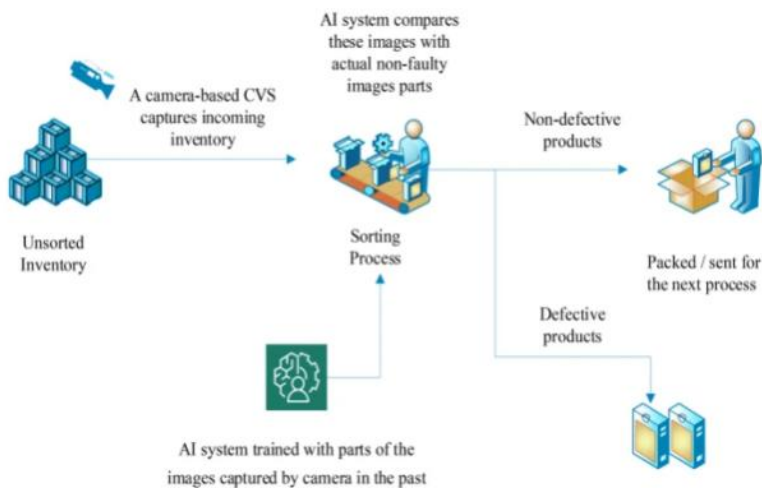 AI system compares
these images with
actual non-faulty
images parts
A camera-based CVS
captures incoming
inventory
Non-defective
products
Unsorted
Inventory
Sorting
Process
Packed / sent for
the next process
Defective
products
AI system trained with parts of the
images captured by camera in the past